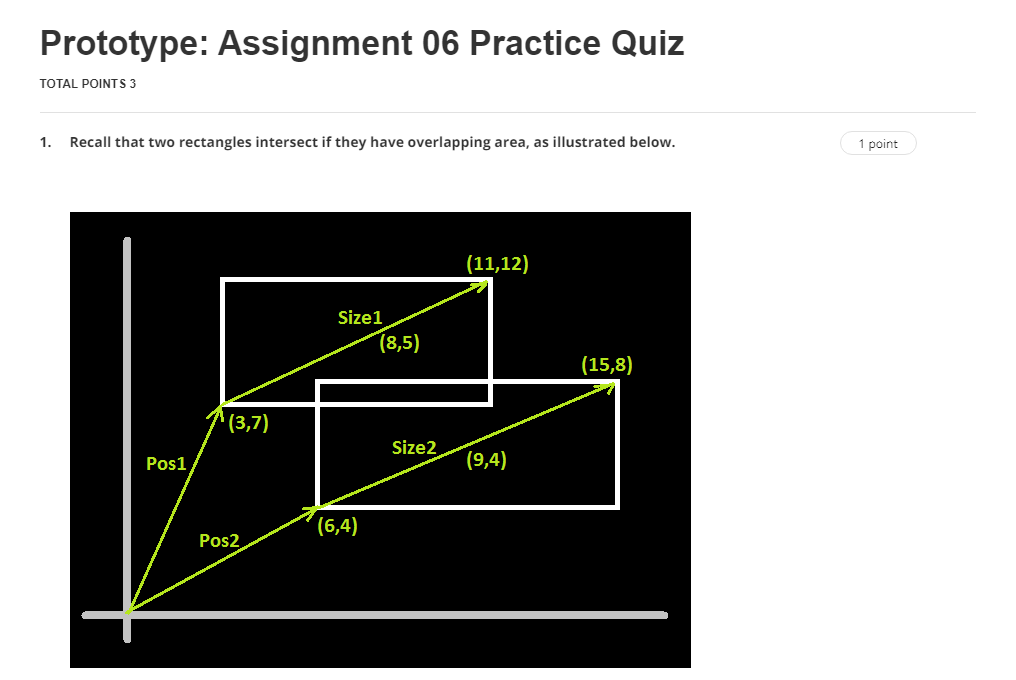 Prototype: Assignment 06 Practice Quiz
TOTAL POINTS 3
1. Recall that two rectangles intersect if they have overlapping area, as illustrated below.
1 point
(11,12)
Size1
(8,5)
(15,8)
(3,7)
Size2
(9,4)
Pos1
(6,4)
Pos2